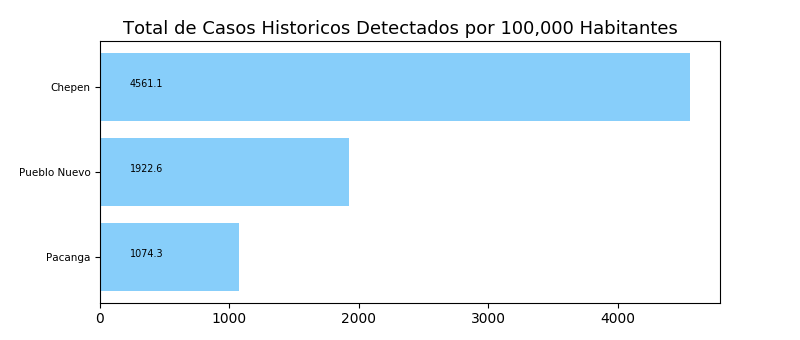 Total de Casos Historicos Detectados por 100,000 Habitantes
Chepen
4561.1
Pueblo Nuevo
1922.6
Pacanga
1074.3
0 1000 2000 3000 4000